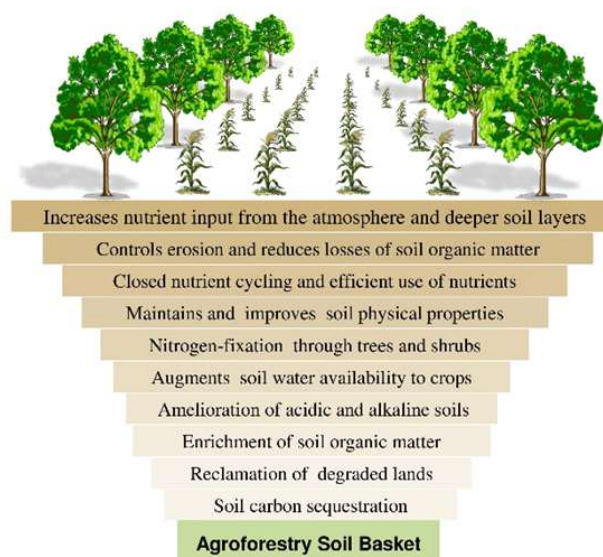 Increases nutrient input from the atmosphere and deeper soil layers
Controls erosion and reduces losses of soil organic matter
Closed nutrient cycling and efficient use of nutrients
Maintains and improves soil physical properties
Nitrogen-fixation through trees and shrubs
Augments soil water availability to crops
Amelioration of acidic and alkaline soils
Enrichment of soil organic matter
Reclamation of degraded lands
Soil carbon sequestration
Agroforestry Soil Basket